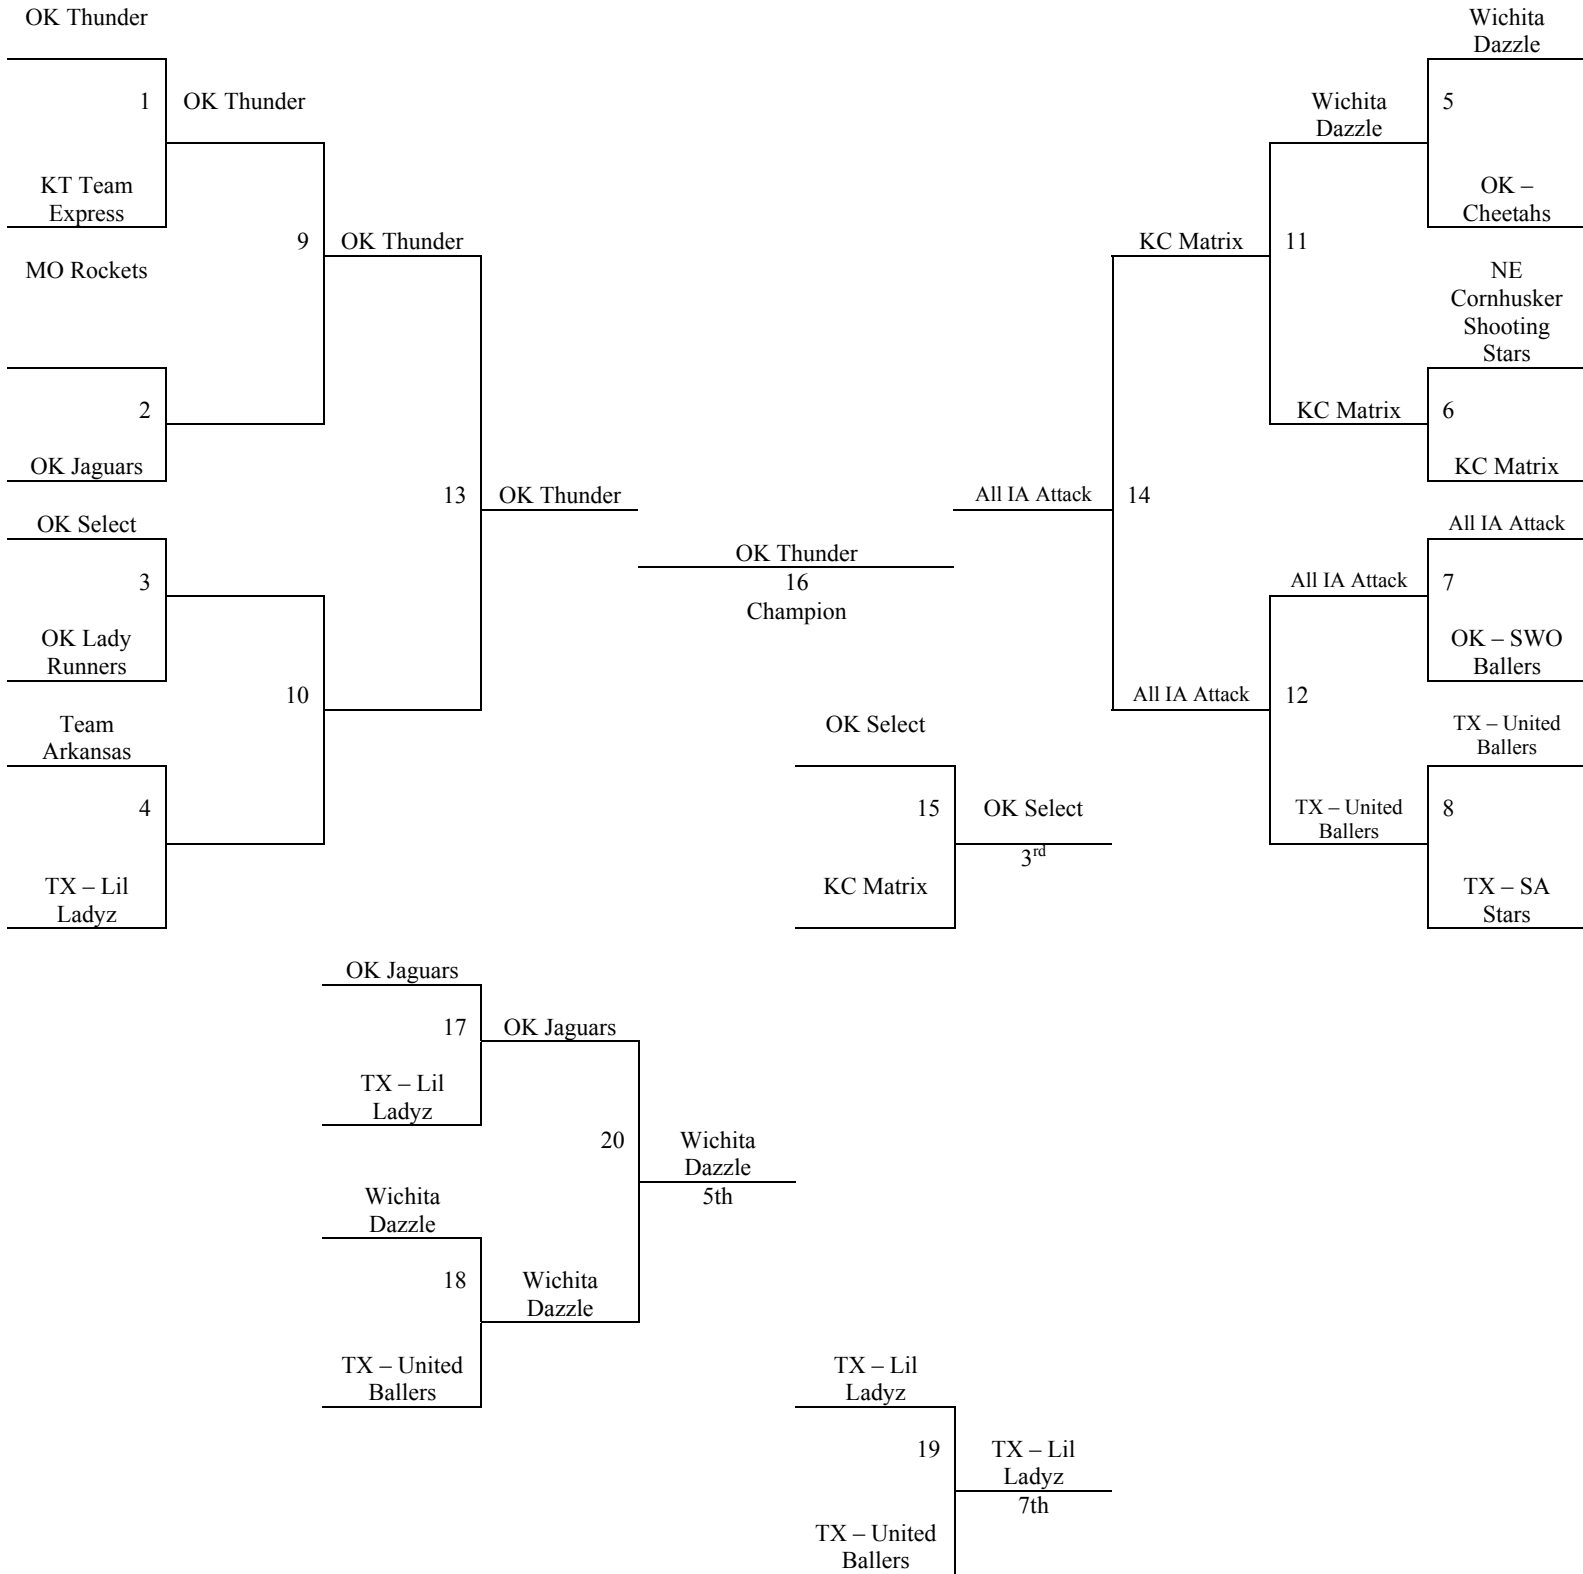 OK Thunder
Wichita
Dazzle
1
OK Thunder
Wichita
Dazzle
5
KT Team
Express
OK –
Cheetahs
9
OK Thunder
KC Matrix
11
MO Rockets
NE
Cornhusker
Shooting
Stars
2
KC Matrix
6
OK Jaguars
KC Matrix
13
OK Thunder
All IA Attack
14
OK Select
All IA Attack
OK Thunder
16
Champion
3
All IA Attack
7
OK Lady
Runners
OK – SWO
Ballers
10
All IA Attack
12
Team
Arkansas
OK Select
TX – United
Ballers
4
15
OK Select
3rd
TX – United
Ballers
8
TX – Lil
Ladyz
KC Matrix
TX – SA
Stars
OK Jaguars
17
OK Jaguars
TX – Lil
Ladyz
20
Wichita
Dazzle
5th
Wichita
Dazzle
18
Wichita
Dazzle
TX – United
Ballers
TX – Lil
Ladyz
19
TX – Lil
Ladyz
7th
TX – United
Ballers